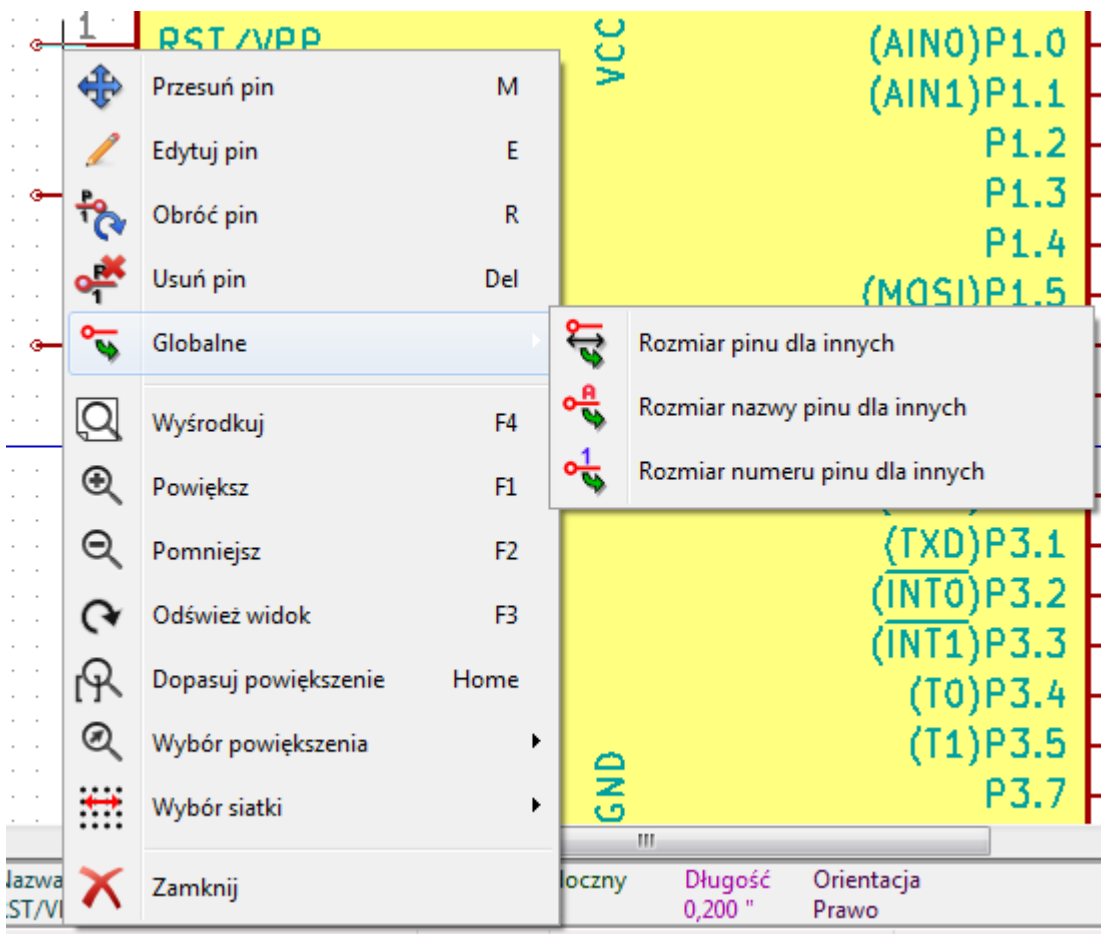 1
RST/VPP
VCC
(AIN0)P1.0
(AIN1)P1.1
P1.2
P1.3
P1.4
(MOSI)P1.5
Przesuń pin M
Edytuj pin E
Obróć pin R
Usuń pin Del
Globalne
Rozmiar pinu dla innych
Rozmiar nazwy pinu dla innych
Rozmiar numeru pinu dla innych
Wyśrodkuj F4
Powiększ F1
Pomniejsz F2
Odśwież widok F3
Dopasuj powiększenie Home
Wybór powiększenia
Wybór siatki
Zamknij
(TXD)P3.1
(INT0)P3.2
(INT1)P3.3
(T0)P3.4
(T1)P3.5
P3.7
GND
Długość Orientacja
0,200 " Prawo